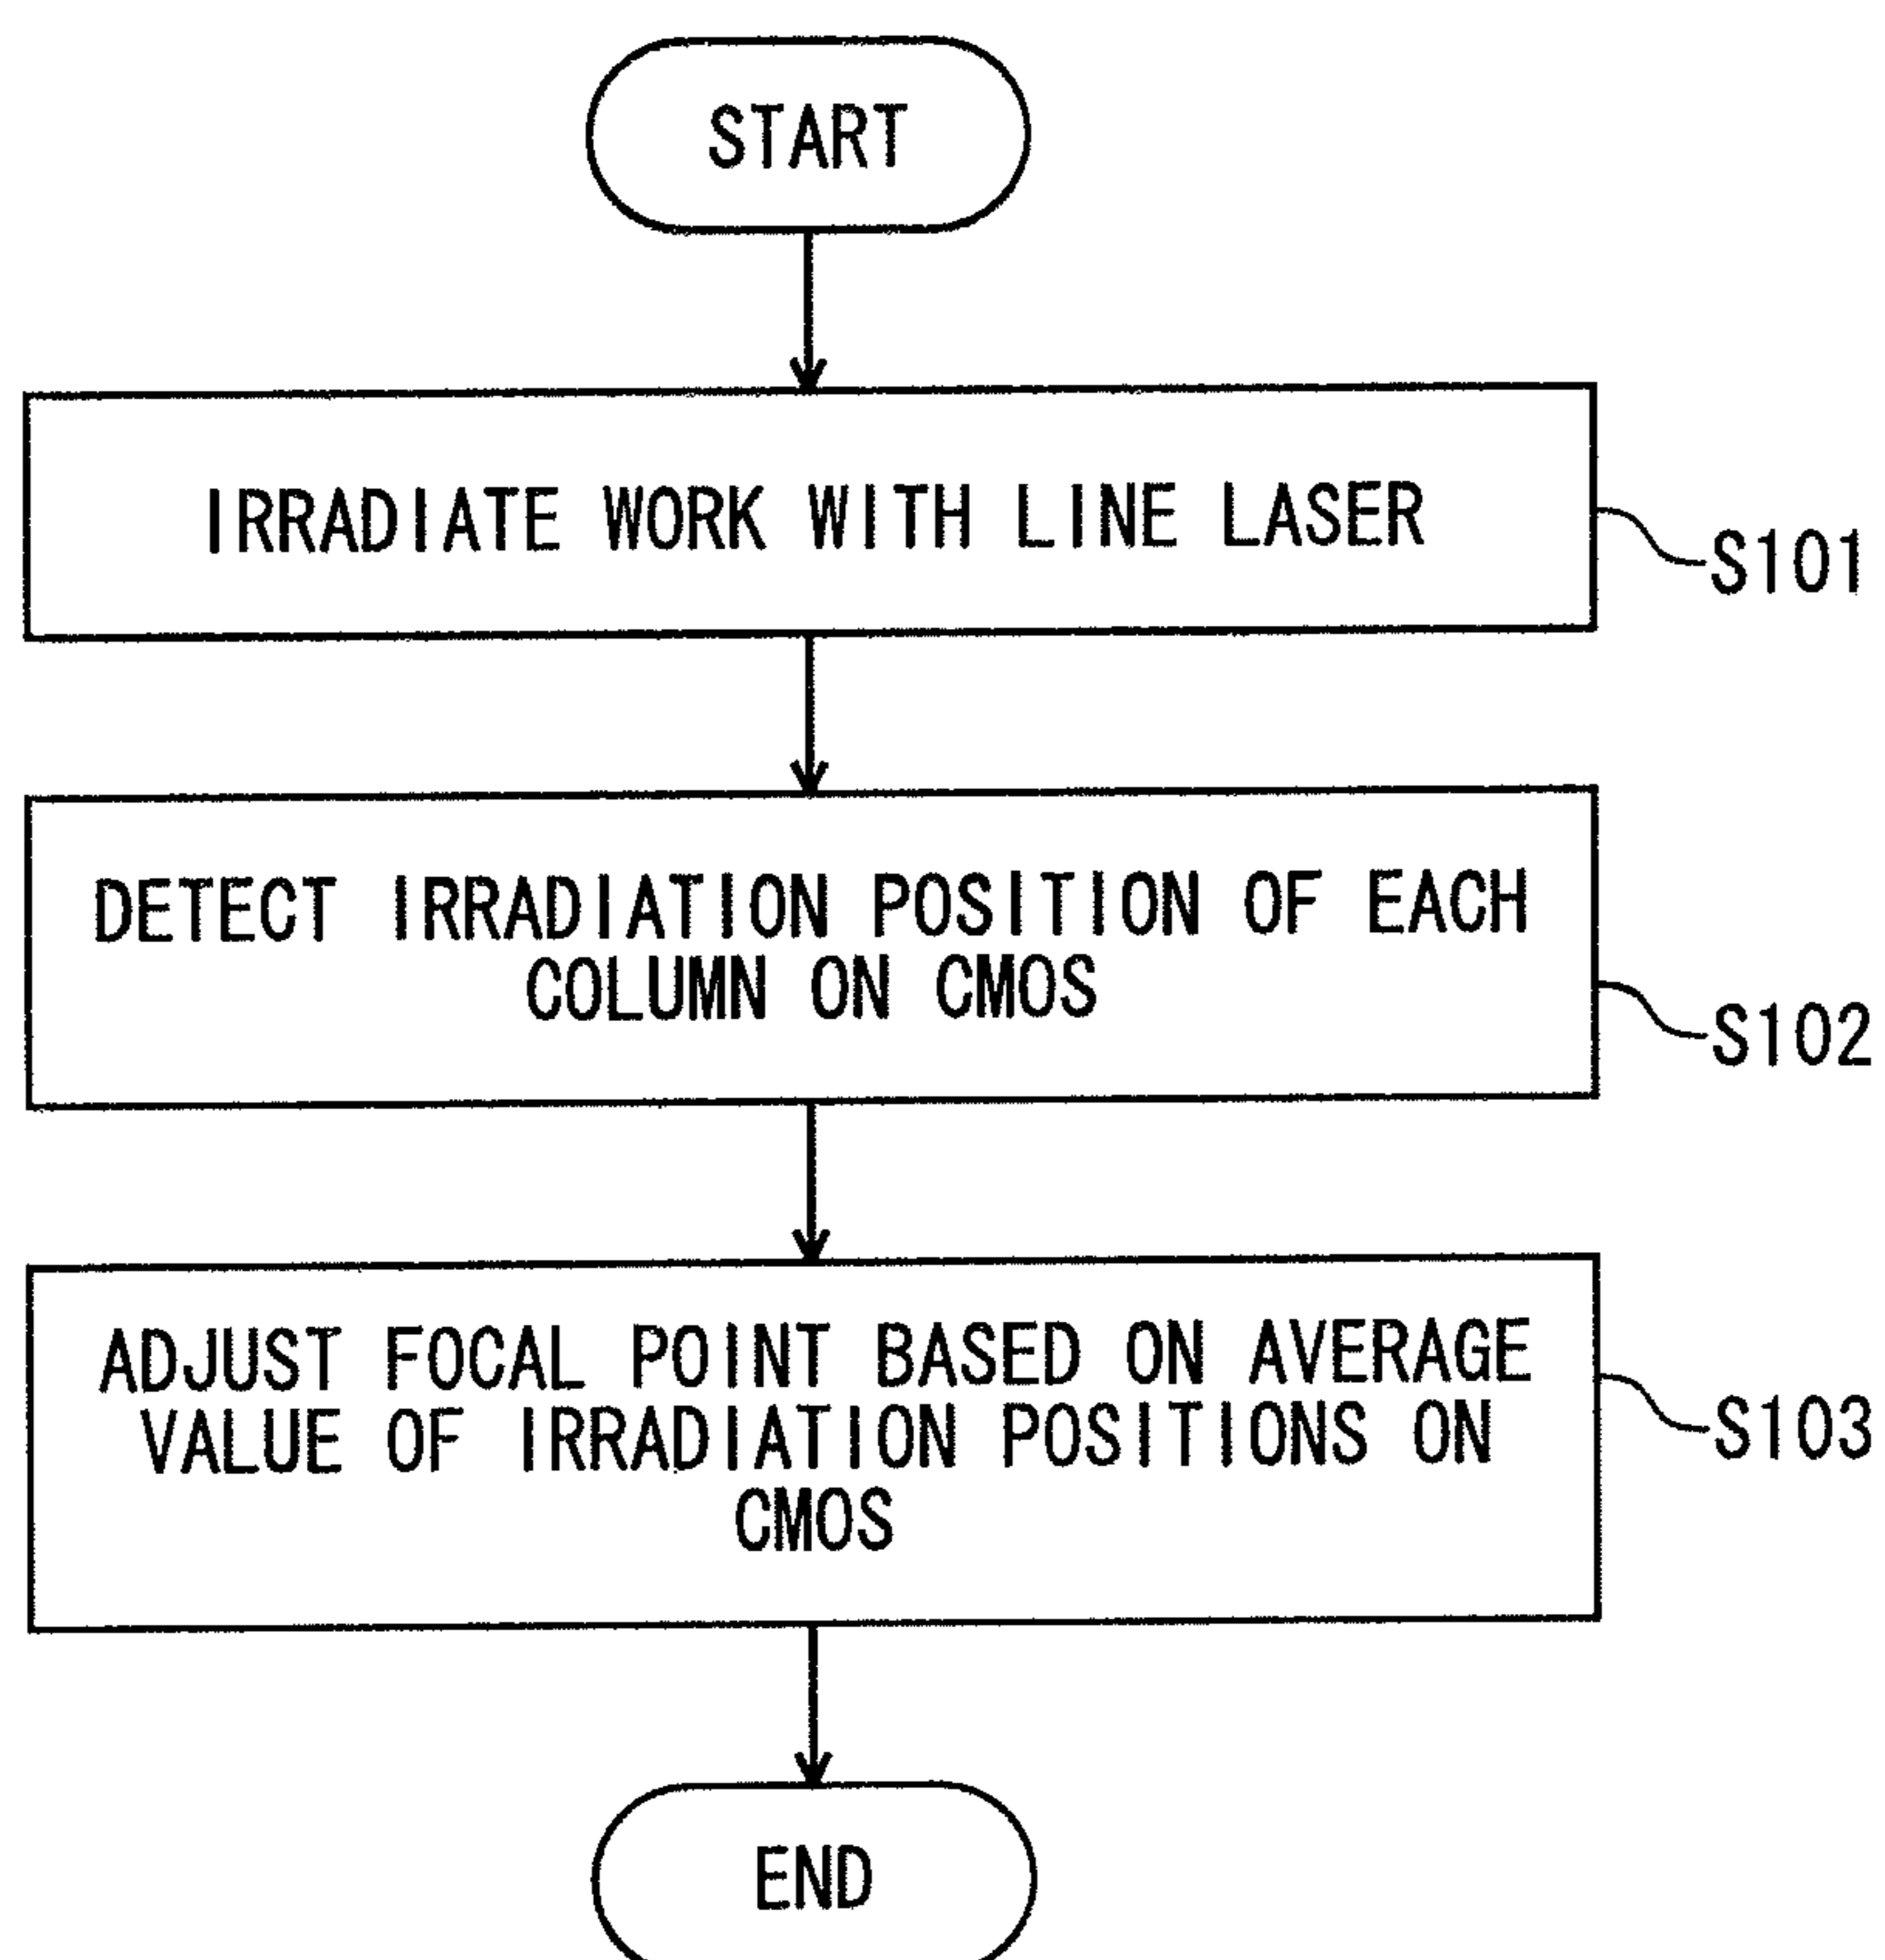 START
IRRADIATE WORK WITH LINE LASER
S101
DETECT IRRADIATION POSITION OF EACH
COLUMN ON CMOS
S102
ADJUST FOCAL POINT BASED ON AVERAGE
VALUE OF IRRADIATION POSITIONS ON
CMOS
S103
END